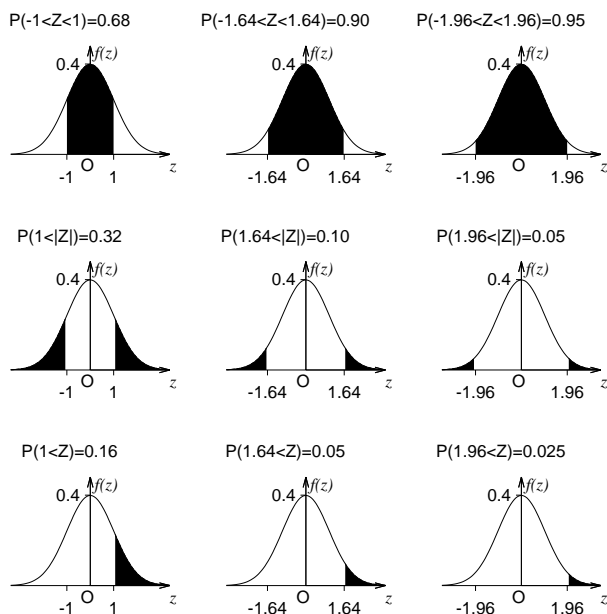 P(-1<Z<1)=0.68
P(-1.64<Z<1.64)=0.90
P(-1.96<Z<1.96)=0.95
f(z)
0.4
O
z
-1
1
f(z)
0.4
O
z
-1.64
1.64
f(z)
0.4
O
z
-1.96
1.96
P(1<|Z|)=0.32
P(1.64<|Z|)=0.10
P(1.96<|Z|)=0.05
f(z)
0.4
O
z
-1
1
f(z)
0.4
O
z
-1.64
1.64
f(z)
0.4
O
z
-1.96
1.96
P(1<Z)=0.16
P(1.64<Z)=0.05
P(1.96<Z)=0.025
f(z)
0.4
O
z
-1
1
f(z)
0.4
O
z
-1.64
1.64
f(z)
0.4
O
z
-1.96
1.96